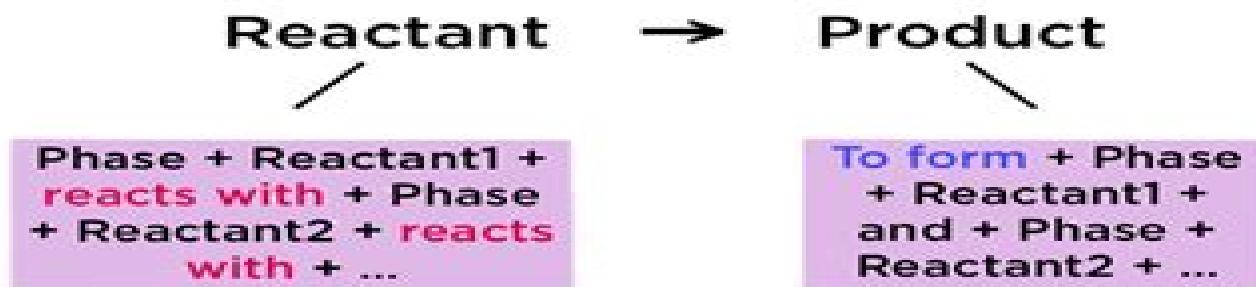 Reactant → Product
Phase + Reactant1 +
reacts with + Phase
+ Reactant2 + reacts
with + ...
To form + Phase
+ Reactant1 +
and + Phase +
Reactant2 + ...